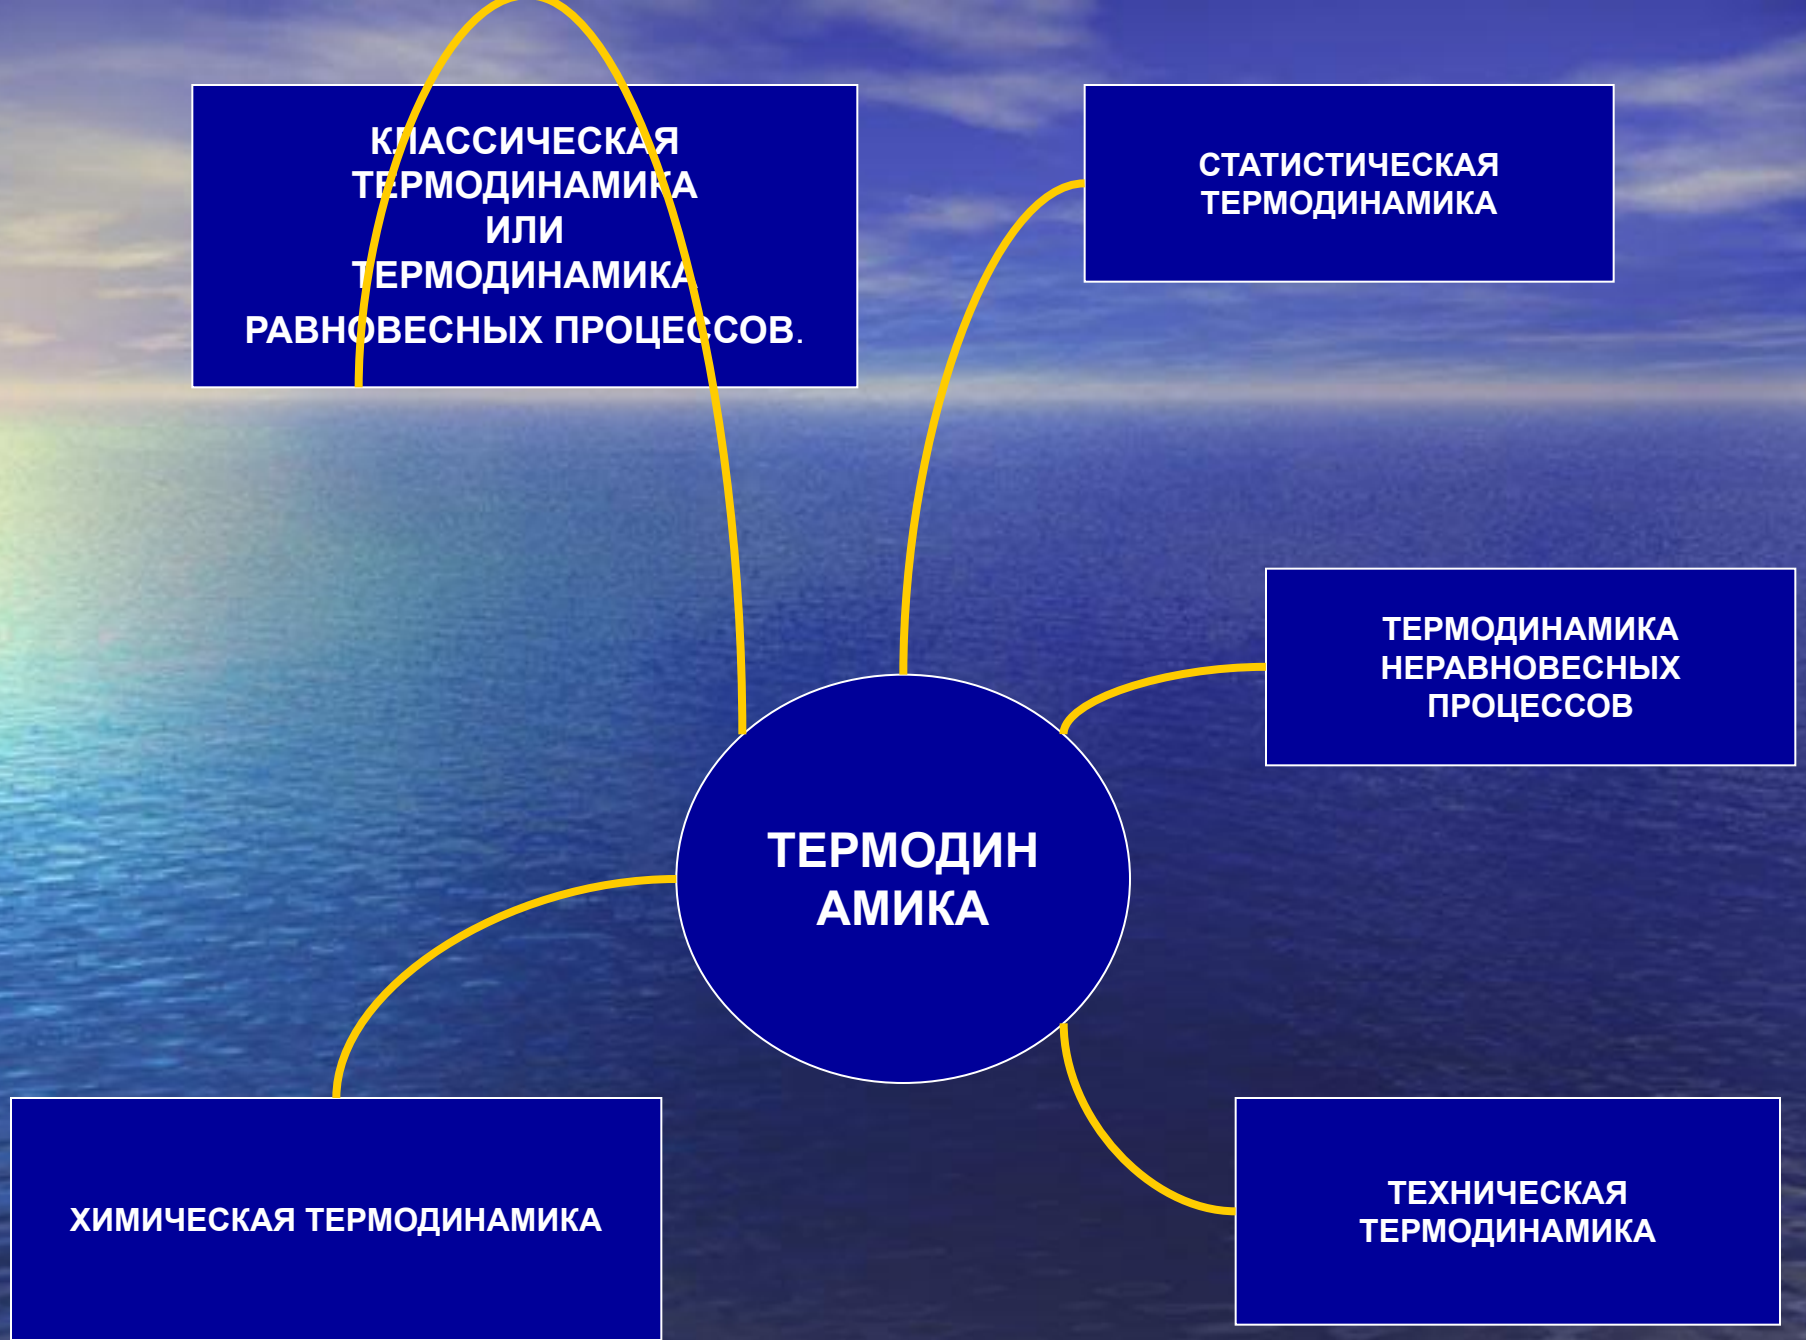 КЛАССИЧЕСКАЯ
ТЕРМОДИНАМИКА
ИЛИ
ТЕРМОДИНАМИКА
РАВНОВЕСНЫХ ПРОЦЕССОВ.
СТАТИСТИЧЕСКАЯ
ТЕРМОДИНАМИКА
ТЕРМОДИНАМИКА
НЕРАВНОВЕСНЫХ
ПРОЦЕССОВ
ТЕРМОДИН
АМИКА
ХИМИЧЕСКАЯ ТЕРМОДИНАМИКА
ТЕХНИЧЕСКАЯ
ТЕРМОДИНАМИКА